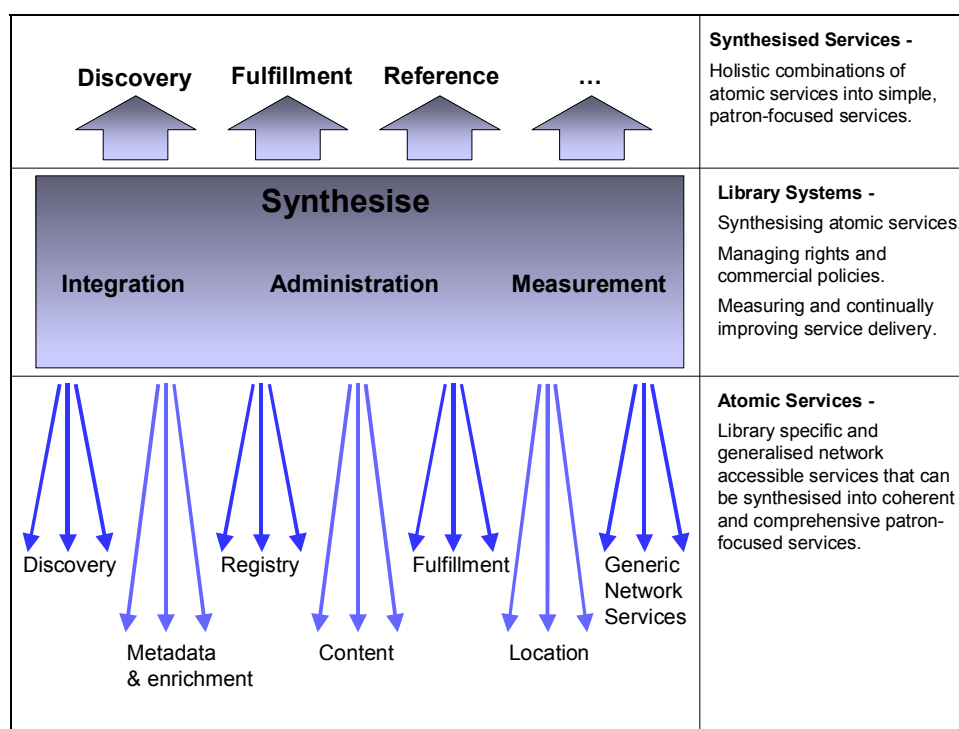 Discovery
Fulfillment
Reference
…
Synthesised Services -
Holistic combinations of
atomic services into simple,
patron-focused services.
Synthesise
Integration
Administration
Measurement
Library Systems -
Synthesising atomic services.
Managing rights and
commercial policies.
Measuring and continually
improving service delivery.
Discovery
Registry
Fulfillment
Generic
Network
Services
Metadata
& enrichment
Content
Location
Atomic Services -
Library specific and
generalised network
accessible services that can
be synthesised into coherent
and comprehensive patron-
focused services.